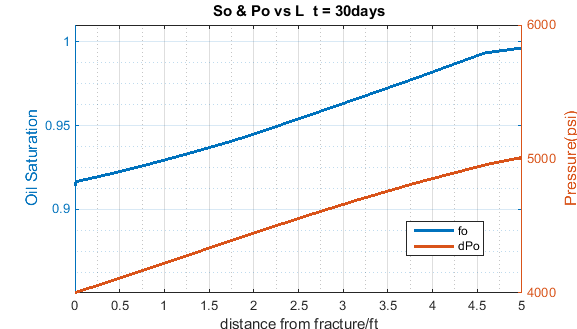 So & Po vs L  t = 30days
1
0.95
0.9
Oil Saturation
6000
5000
4000
Pressure(psi)
fo
dPo
0 0.5 1 1.5 2 2.5 3 3.5 4 4.5 5
distance from fracture/ft